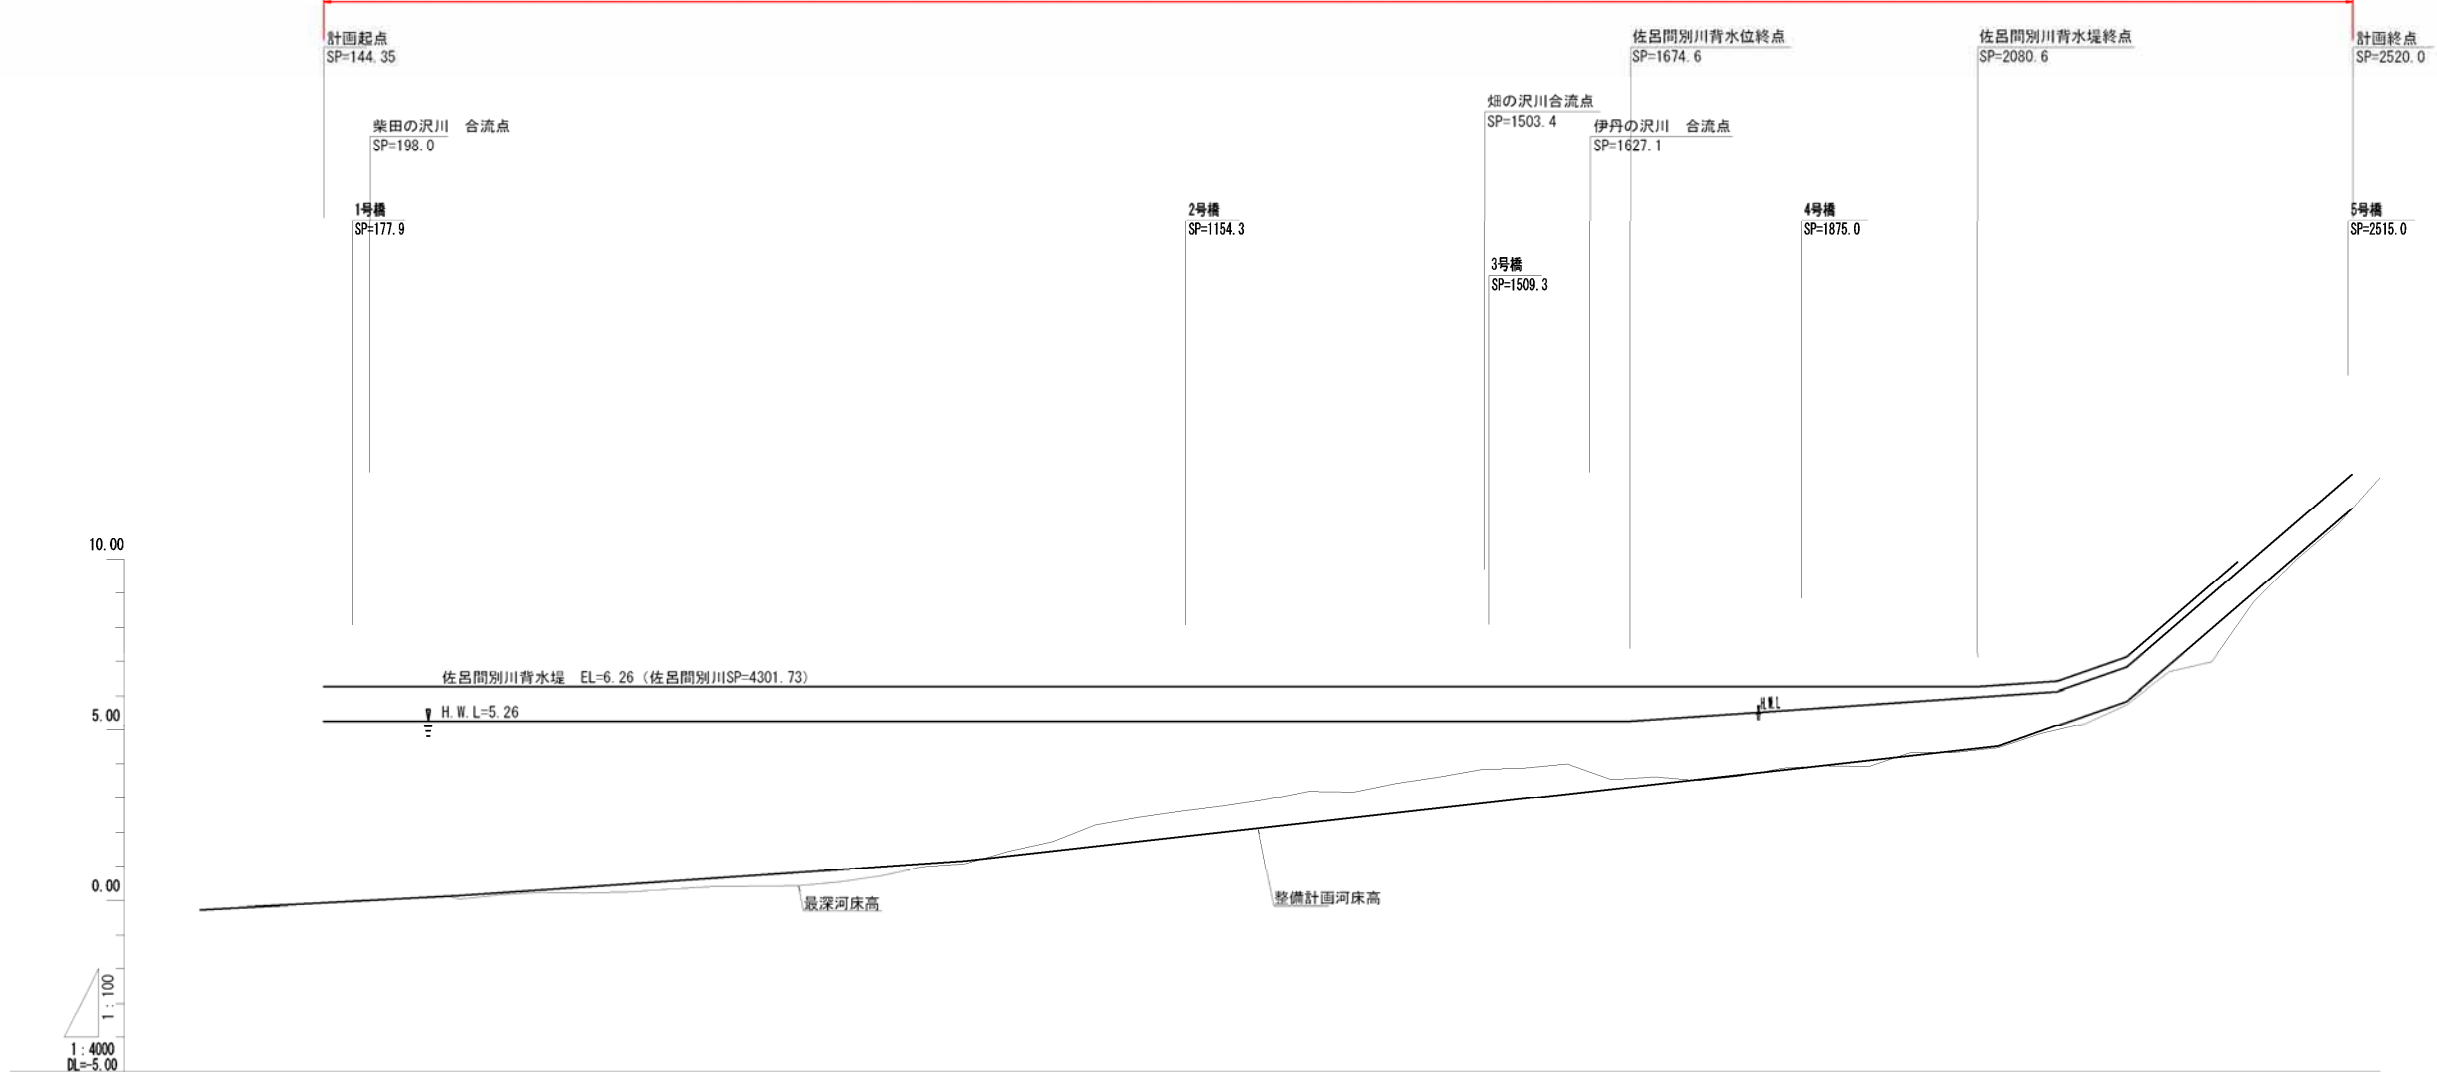 計画起点
SP=144.35
佐呂間別川背水位終点
SP=1674.6
佐呂間別川背水堤終点
SP=2080.6
計画終点
SP=2520.0
柴田の沢川　合流点
SP=198.0
畑の沢川合流点
SP=1503.4
伊丹の沢川　合流点
SP=1627.1
1号橋
SP=177.9
2号橋
SP=1154.3
3号橋
SP=1509.3
4号橋
SP=1875.0
5号橋
SP=2515.0
10.00
佐呂間別川背水堤　EL=6.26（佐呂間別川SP=4301.73）
5.00
H.W.L=5.26
H.W.L
0.00
最深河床高
整備計画河床高
1：100
1：4000
DL=-5.00